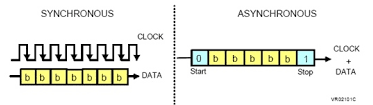 SYNCHRONOUS
CLOCK
b b b b b b b
DATA
ASYNCHRONOUS
0 b b b b b 1
CLOCK
+
DATA
Start
Stop
VR02101C